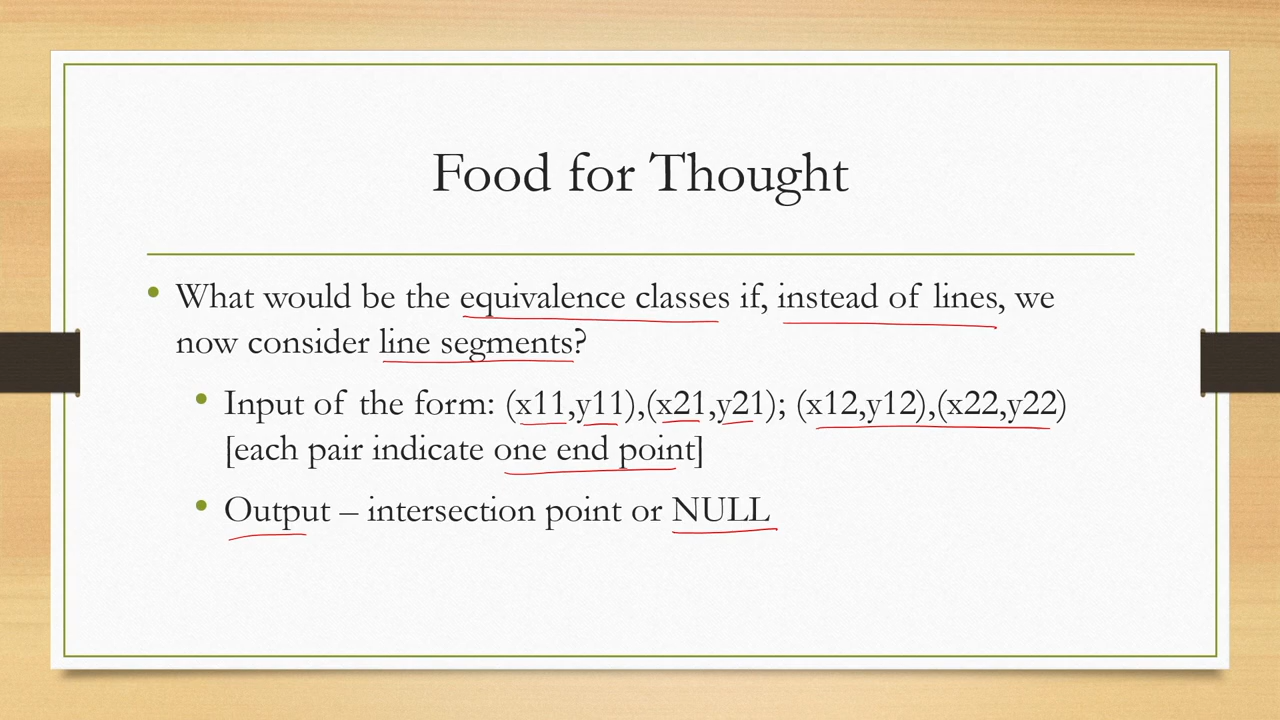 Food for Thought
• What would be the equivalence classes if, instead of lines, we
now consider line segments?
• Input of the form: (x11,y11),(x21,y21); (x12,y12),(x22,y22)
[each pair indicate one end point]
• Output – intersection point or NULL